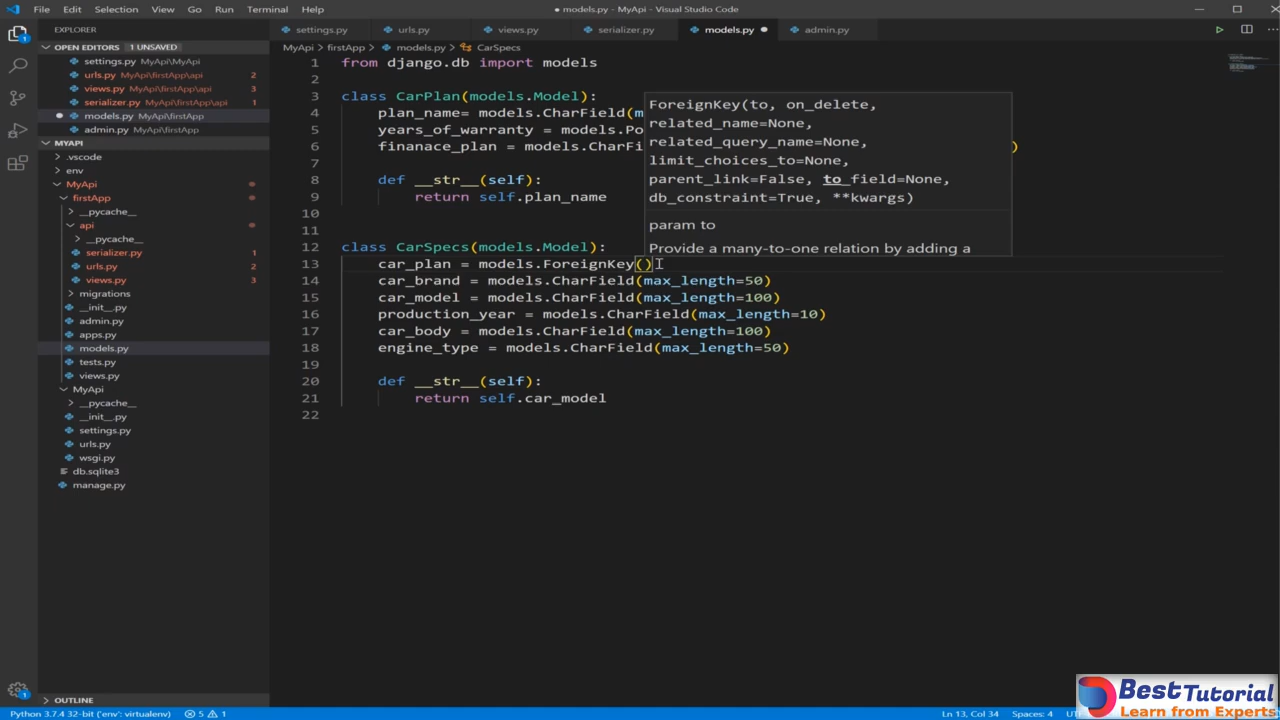 File Edit Selection View Go Run Terminal Help
● models.py - MyApi - Visual Studio Code
EXPLORER
OPEN EDITORS 1 UNSAVED
settings.py MyApi\MyApi
urls.py MyApi\firstApp\api 2
views.py MyApi\firstApp\api 3
serializer.py MyApi\firstApp\api 1
models.py MyApi\firstApp
admin.py MyApi\firstApp
MYAPI
.vscode
env
MyApi
firstApp
__pycache__
api
__pycache__
serializer.py 1
urls.py 2
views.py 3
migrations
__init__.py
admin.py
apps.py
models.py
tests.py
views.py
MyApi
__pycache__
__init__.py
settings.py
urls.py
wsgi.py
db.sqlite3
manage.py
OUTLINE
settings.py urls.py views.py serializer.py models.py admin.py
MyApi > firstApp > models.py > CarSpecs
1 from django.db import models
2
3 class CarPlan(models.Model):
4 plan_name= models.CharField(m
5 years_of_warranty = models.Po
6 finanace_plan = models.CharFi )
7
8 def __str__(self):
9 return self.plan_name
10
11
12 class CarSpecs(models.Model):
13 car_plan = models.ForeignKey()
14 car_brand = models.CharField(max_length=50)
15 car_model = models.CharField(max_length=100)
16 production_year = models.CharField(max_length=10)
17 car_body = models.CharField(max_length=100)
18 engine_type = models.CharField(max_length=50)
19
20 def __str__(self):
21 return self.car_model
22
ForeignKey(to, on_delete,
related_name=None,
related_query_name=None,
limit_choices_to=None,
parent_link=False, to_field=None,
db_constraint=True, **kwargs)
param to
Provide a many-to-one relation by adding a
Python 3.7.4 32-bit ('env': virtualenv) 5 1 Ln 13, Col 34 Spaces: 4
BestTutorial
Learn from Experts